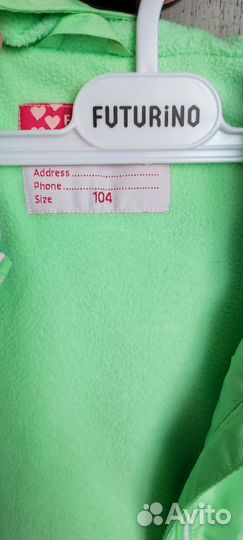 FUTURiNO
Address..............................
Phone................................
Size 104
Avito